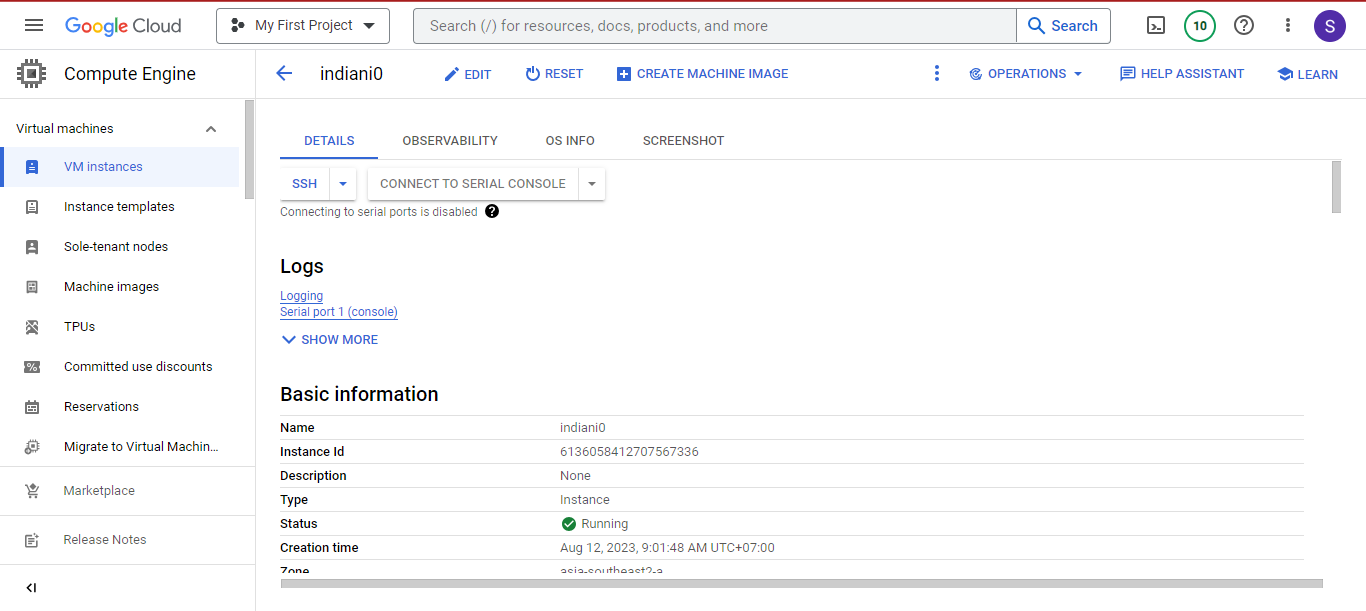 Google Cloud
My First Project
Search (/) for resources, docs, products, and more
Search
10
S
Compute Engine
indiani0
EDIT
RESET
CREATE MACHINE IMAGE
OPERATIONS
HELP ASSISTANT
LEARN
Virtual machines
VM instances
Instance templates
Sole-tenant nodes
Machine images
TPUs
Committed use discounts
Reservations
Migrate to Virtual Machin...
Marketplace
Release Notes
DETAILS
OBSERVABILITY
OS INFO
SCREENSHOT
SSH
CONNECT TO SERIAL CONSOLE
Connecting to serial ports is disabled
Logs
Logging
Serial port 1 (console)
SHOW MORE
Basic information
Name indiani0
Instance Id 6136058412707567336
Description None
Type Instance
Status Running
Creation time Aug 12, 2023, 9:01:48 AM UTC+07:00
Zone asia-southeast2-a